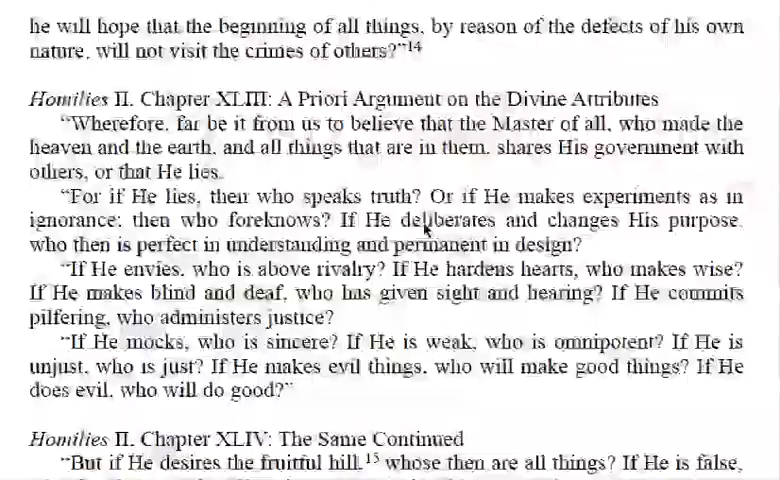 he will hope that the beginning of all things, by reason of the defects of his own
nature, will not visit the crimes of others?"14
Homilies II. Chapter XLIII: A Priori Argument on the Divine Attributes
"Wherefore, far be it from us to believe that the Master of all, who made the
heaven and the earth, and all things that are in them, shares His government with
others, or that He lies.
"For if He lies, then who speaks truth? Or if He makes experiments as in
ignorance; then who foreknows? If He deliberates and changes His purpose,
who then is perfect in understanding and permanent in design?
"If He envies, who is above rivalry? If He hardens hearts, who makes wise?
If He makes blind and deaf, who has given sight and hearing? If He commits
pilfering, who administers justice?
"If He mocks, who is sincere? If He is weak, who is omnipotent? If He is
unjust, who is just? If He makes evil things, who will make good things? If He
does evil, who will do good?"
Homilies II. Chapter XLIV: The Same Continued
"But if He desires the fruitful hill,15 whose then are all things? If He is false,